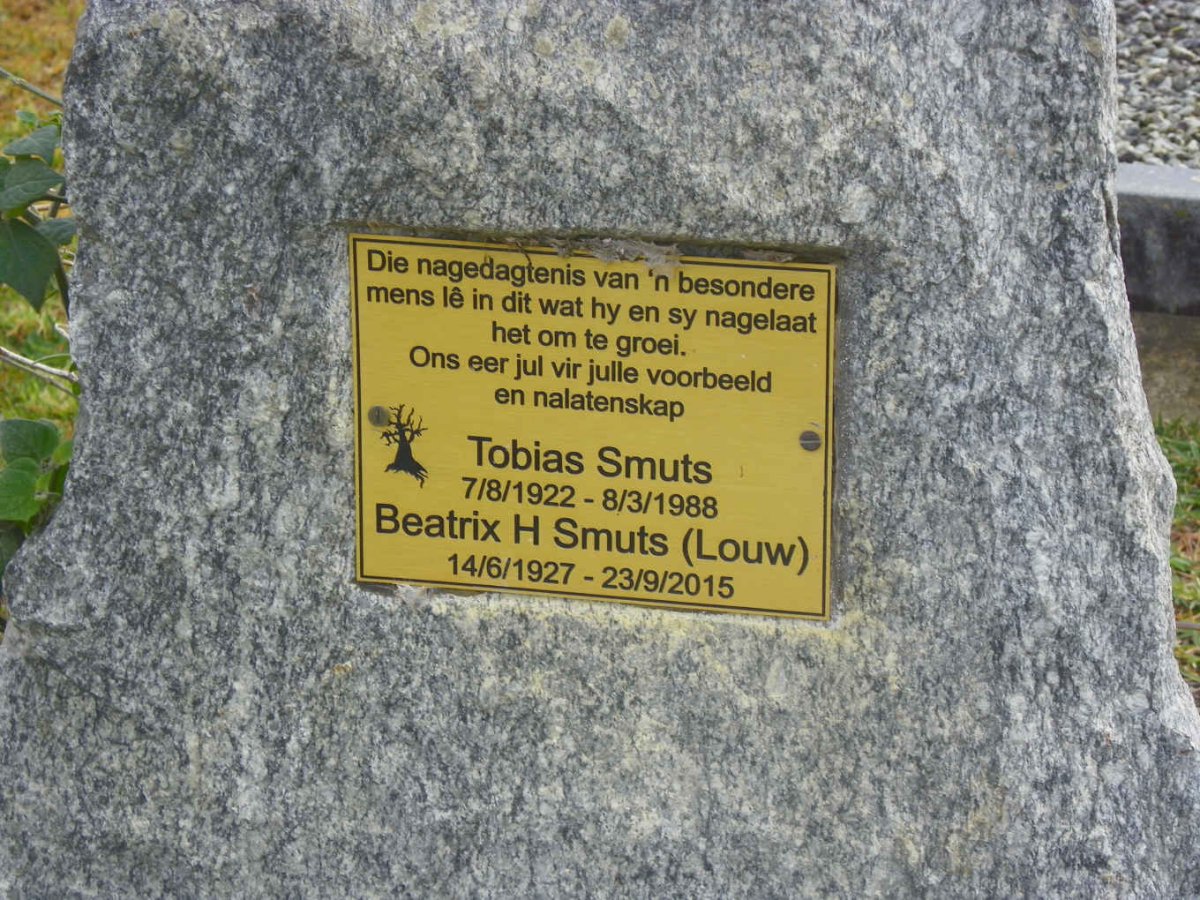 Die nagedagtenis van ‘n besondere
mens lê in dit wat hy en sy nagelaat
het om te groei.
Ons eer jul vir julle voorbeeld
en nalatenskap
Tobias Smuts
7/8/1922 - 8/3/1988
Beatrix H Smuts (Louw)
14/6/1927 - 23/9/2015